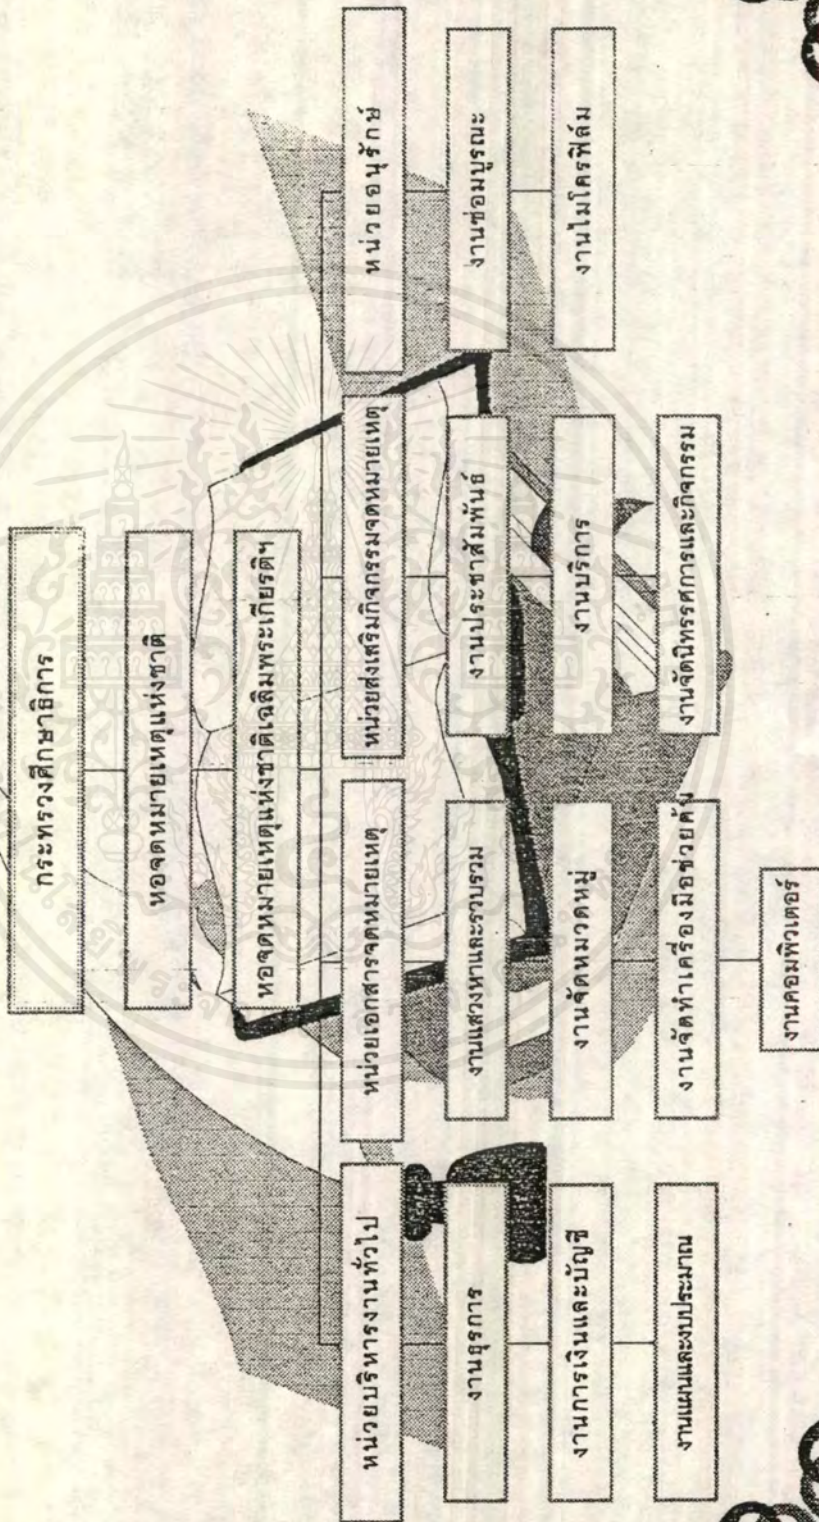 กระทรวงศึกษาธิการ
หอจดหมายเหตุแห่งชาติ
หอจดหมายเหตุแห่งชาติเฉลิมพระเกียรติฯ
หน่วยบริหารงานทั่วไป
งานธุรการ
งานการเงินและบัญชี
งานแผนและงบประมาณ
หน่วยเอกสารจดหมายเหตุ
งานแสวงหาและรวบรวม
งานจัดหมวดหมู่
งานจัดทำเครื่องมือช่วยค้น
งานคอมพิวเตอร์
หน่วยส่งเสริมกิจกรรมจดหมายเหตุ
งานประชาสัมพันธ์
งานบริการ
งานจัดนิทรรศการและกิจกรรม
หน่วยอนุรักษ์
งานซ่อมบูรณะ
งานไมโครฟิล์ม